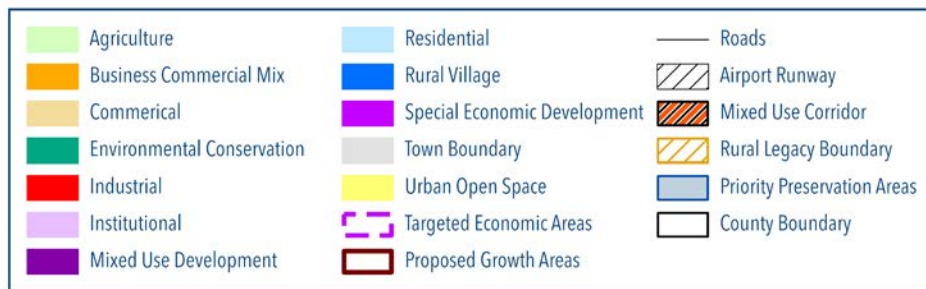 Agriculture
Business Commercial Mix
Commerical
Environmental Conservation
Industrial
Institutional
Mixed Use Development
Residential
Rural Village
Special Economic Development
Town Boundary
Urban Open Space
Targeted Economic Areas
Proposed Growth Areas
Roads
Airport Runway
Mixed Use Corridor
Rural Legacy Boundary
Priority Preservation Areas
County Boundary